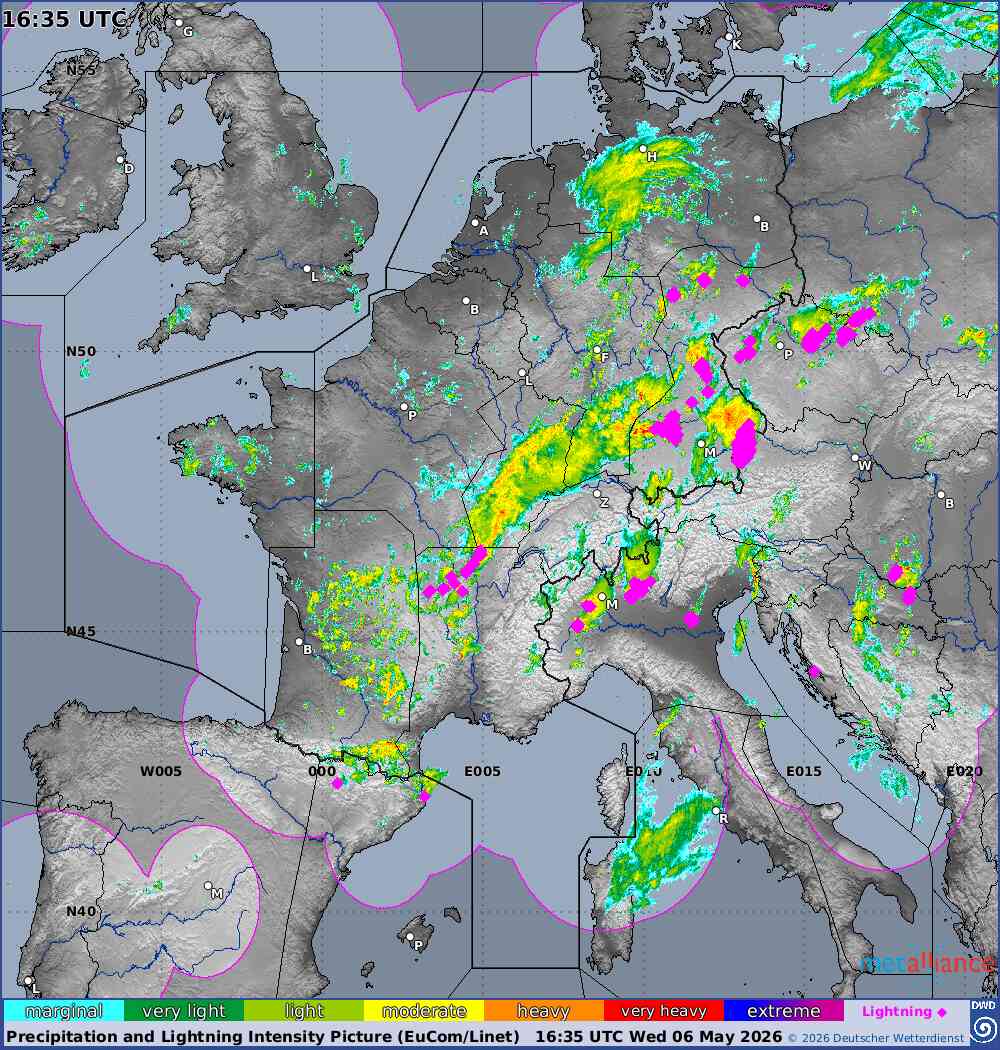 16:35 UTC
G
K
N55
H
D
B
A
L
B
N50
F
P
L
P
M
W
Z
B
M
N45
B
W005
000
E005
E010
E015
E020
R
M
N40
P
L
metalliance
marginal very light light moderate heavy very heavy extreme Lightning
DWD
Precipitation and Lightning Intensity Picture (EuCom/Linet) 16:35 UTC Wed 06 May 2026 © 2026 Deutscher Wetterdienst